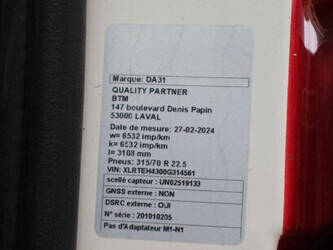 Marque: DA31
QUALITY PARTNER
BTM
147 boulevard Denis Papin
53000 LAVAL
Date de mesure: 27-02-2024
w= 6532 imp/km
k= 6532 imp/km
l= 3108 mm
Pneus: 315/70 R 22.5
VIN: XLRTEH4300G314561
scellé capteur : UN02519133
GNSS externe : NON
DSRC externe : OUI
N° série : 201010205
Pas d'Adaptateur M1-N1